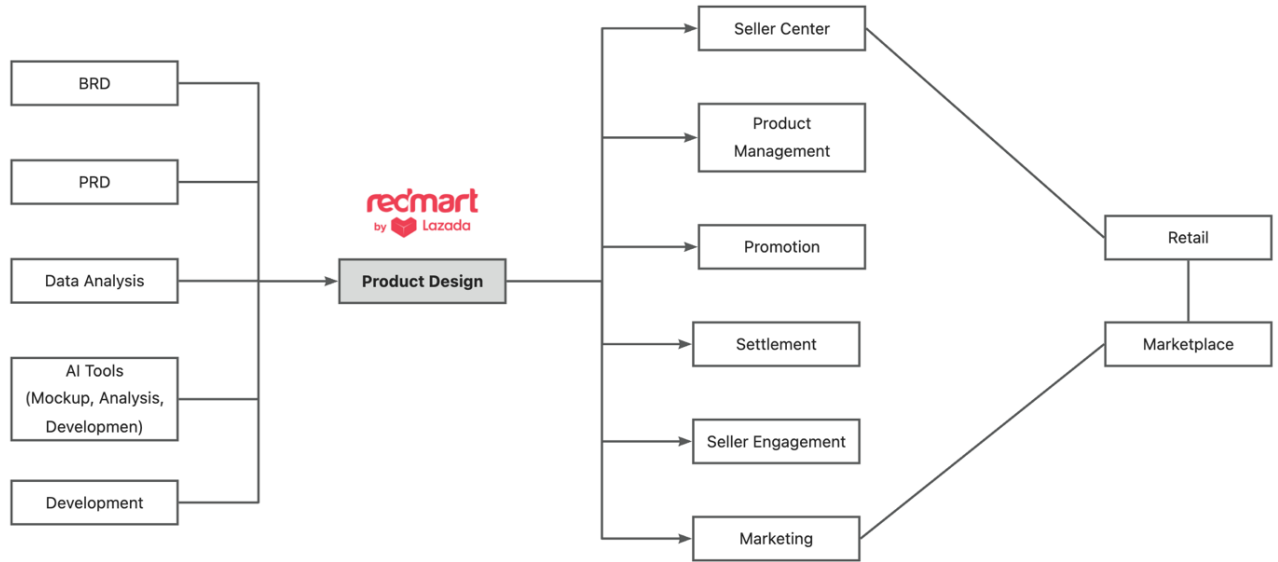 BRD
PRD
Data Analysis
AI Tools
(Mockup, Analysis,
Developmen)
Development
redmart
by Lazada
Product Design
Seller Center
Product
Management
Promotion
Settlement
Seller Engagement
Marketing
Retail
Marketplace